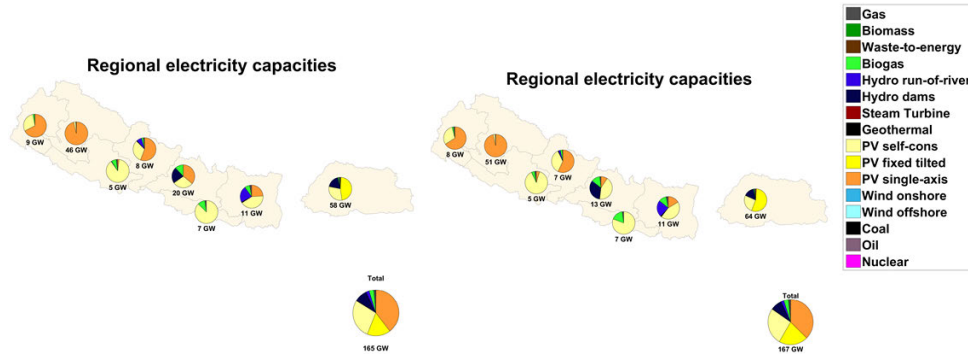 Regional electricity capacities
9 GW
46 GW
8 GW
5 GW
20 GW
11 GW
7 GW
58 GW
Total
165 GW
Regional electricity capacities
8 GW
51 GW
7 GW
5 GW
13 GW
11 GW
7 GW
64 GW
Total
167 GW
Gas
Biomass
Waste-to-energy
Biogas
Hydro run-of-river
Hydro dams
Steam Turbine
Geothermal
PV self-cons
PV fixed tilted
PV single-axis
Wind onshore
Wind offshore
Coal
Oil
Nuclear